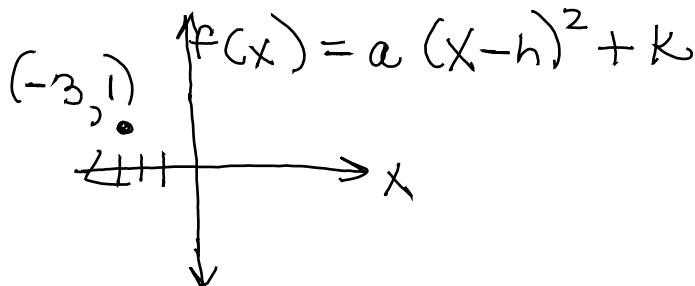 f(x) = a (x-h)² + k
(-3, 1)
x